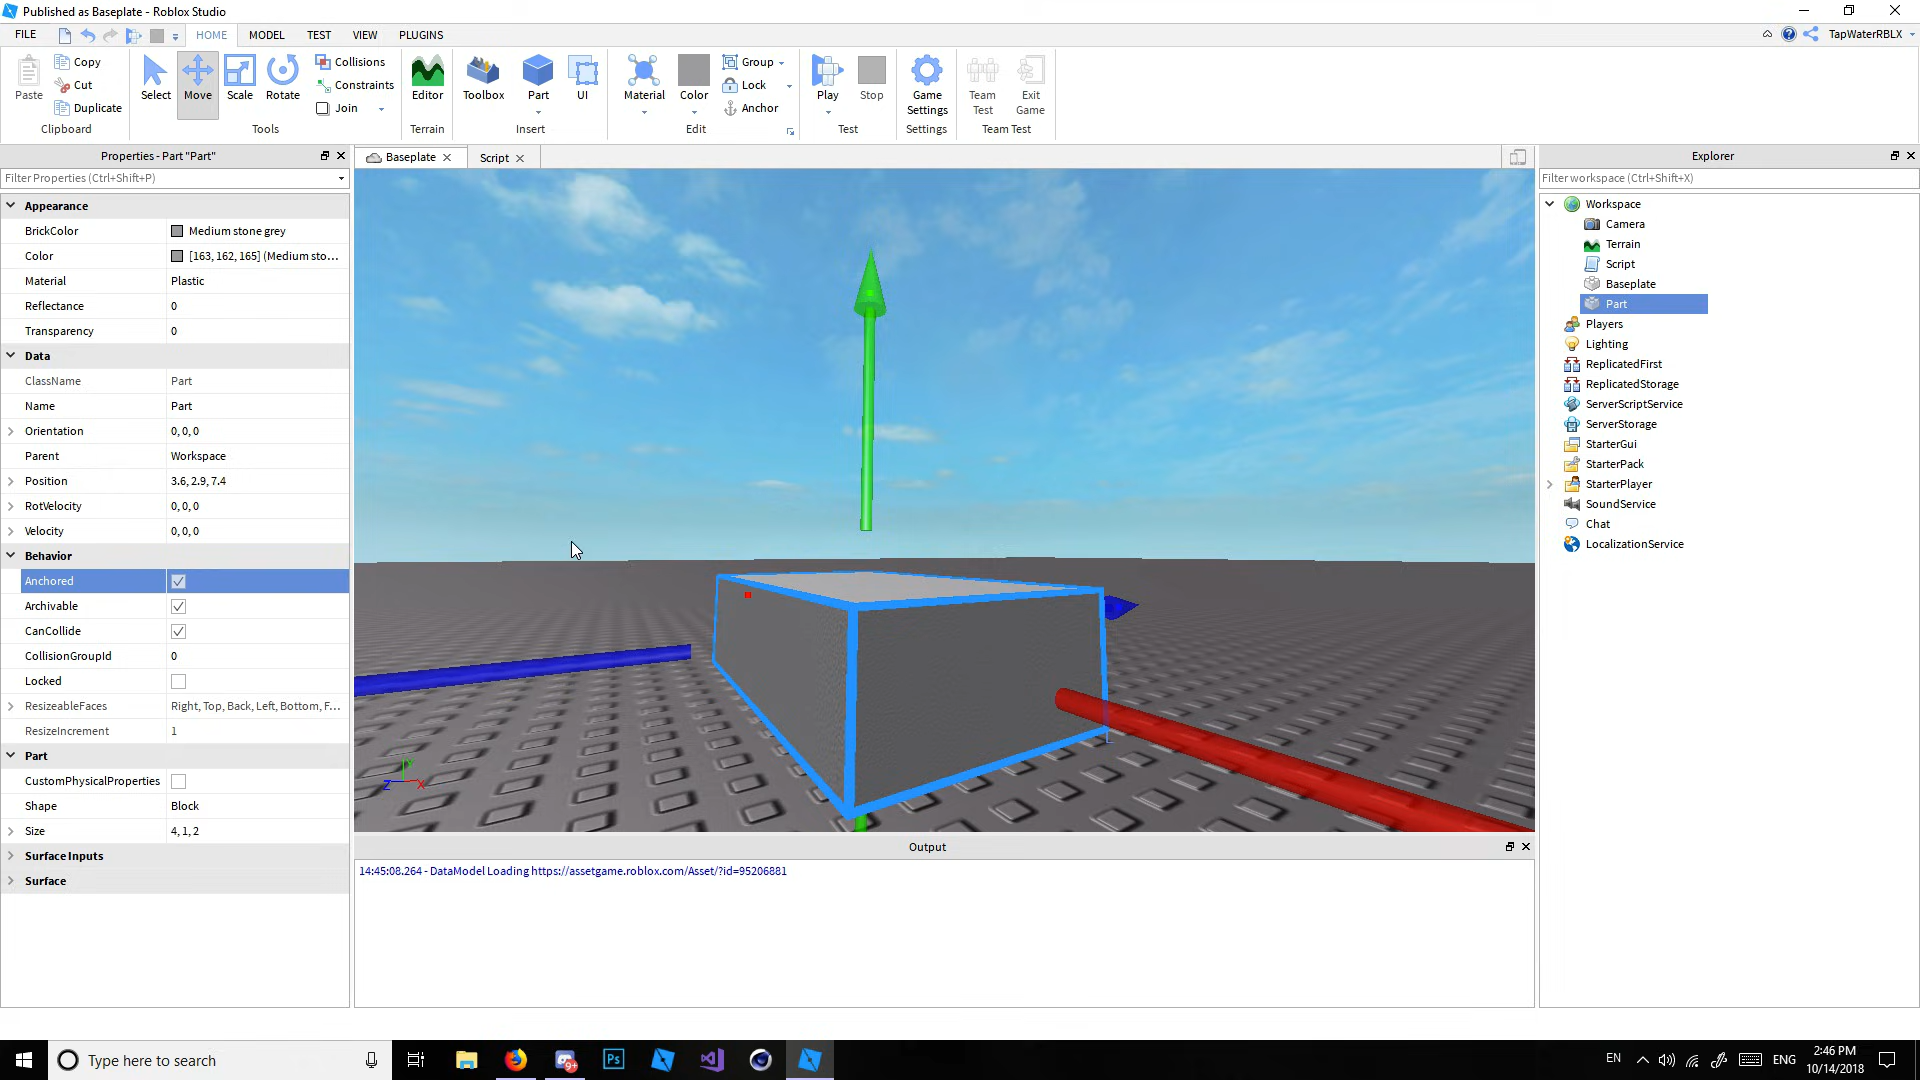 Published as Baseplate - Roblox Studio
FILE HOME MODEL TEST VIEW PLUGINS TapWaterRBLX
Paste Copy Cut Duplicate Clipboard
Select Move Scale Rotate Collisions Constraints Join Tools
Editor Terrain
Toolbox Part UI Insert
Material Color Group Lock Anchor Edit
Play Stop Test
Game Settings Settings
Team Test Exit Game Team Test
Properties - Part "Part"
Filter Properties (Ctrl+Shift+P)
Appearance
BrickColor Medium stone grey
Color [163, 162, 165] (Medium sto...
Material Plastic
Reflectance 0
Transparency 0
Data
ClassName Part
Name Part
Orientation 0, 0, 0
Parent Workspace
Position 3.6, 2.9, 7.4
RotVelocity 0, 0, 0
Velocity 0, 0, 0
Behavior
Anchored
Archivable
CanCollide
CollisionGroupId 0
Locked
ResizeableFaces Right, Top, Back, Left, Bottom, F...
ResizeIncrement 1
Part
CustomPhysicalProperties
Shape Block
Size 4, 1, 2
Surface Inputs
Surface
Baseplate Script
Y
Z X
Output
14:45:08.264 - DataModel Loading https://assetgame.roblox.com/Asset/?id=95206881
Explorer
Filter workspace (Ctrl+Shift+X)
Workspace
Camera
Terrain
Script
Baseplate
Part
Players
Lighting
ReplicatedFirst
ReplicatedStorage
ServerScriptService
ServerStorage
StarterGui
StarterPack
StarterPlayer
SoundService
Chat
LocalizationService
Type here to search
9+
Ps
EN
ENG
2:46 PM
10/14/2018